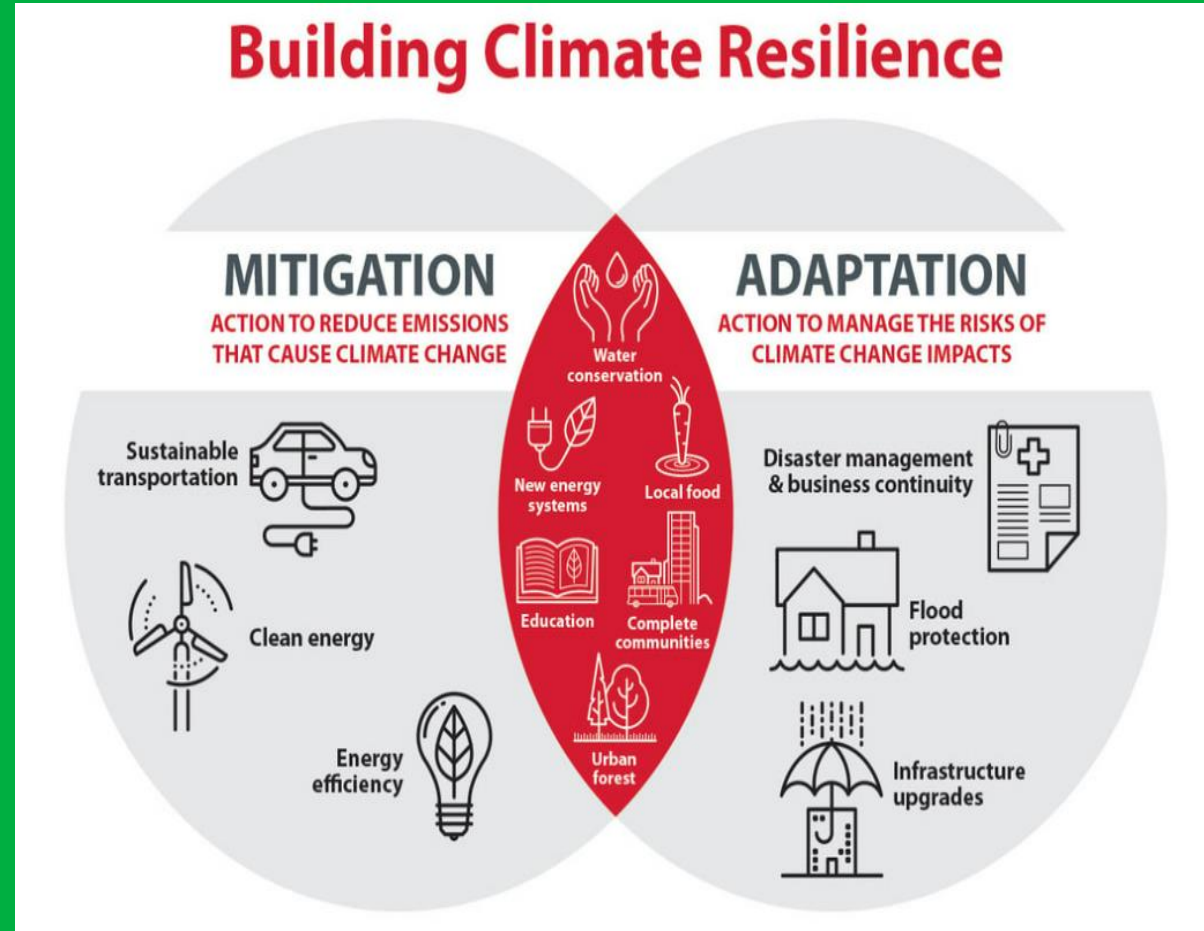 Building Climate Resilience
MITIGATION
ACTION TO REDUCE EMISSIONS
THAT CAUSE CLIMATE CHANGE
Sustainable
transportation
Clean energy
Energy
efficiency
Water
conservation
New energy
systems
Local food
Education
Complete
communities
Urban
forest
ADAPTATION
ACTION TO MANAGE THE RISKS OF
CLIMATE CHANGE IMPACTS
Disaster management
& business continuity
Flood
protection
Infrastructure
upgrades